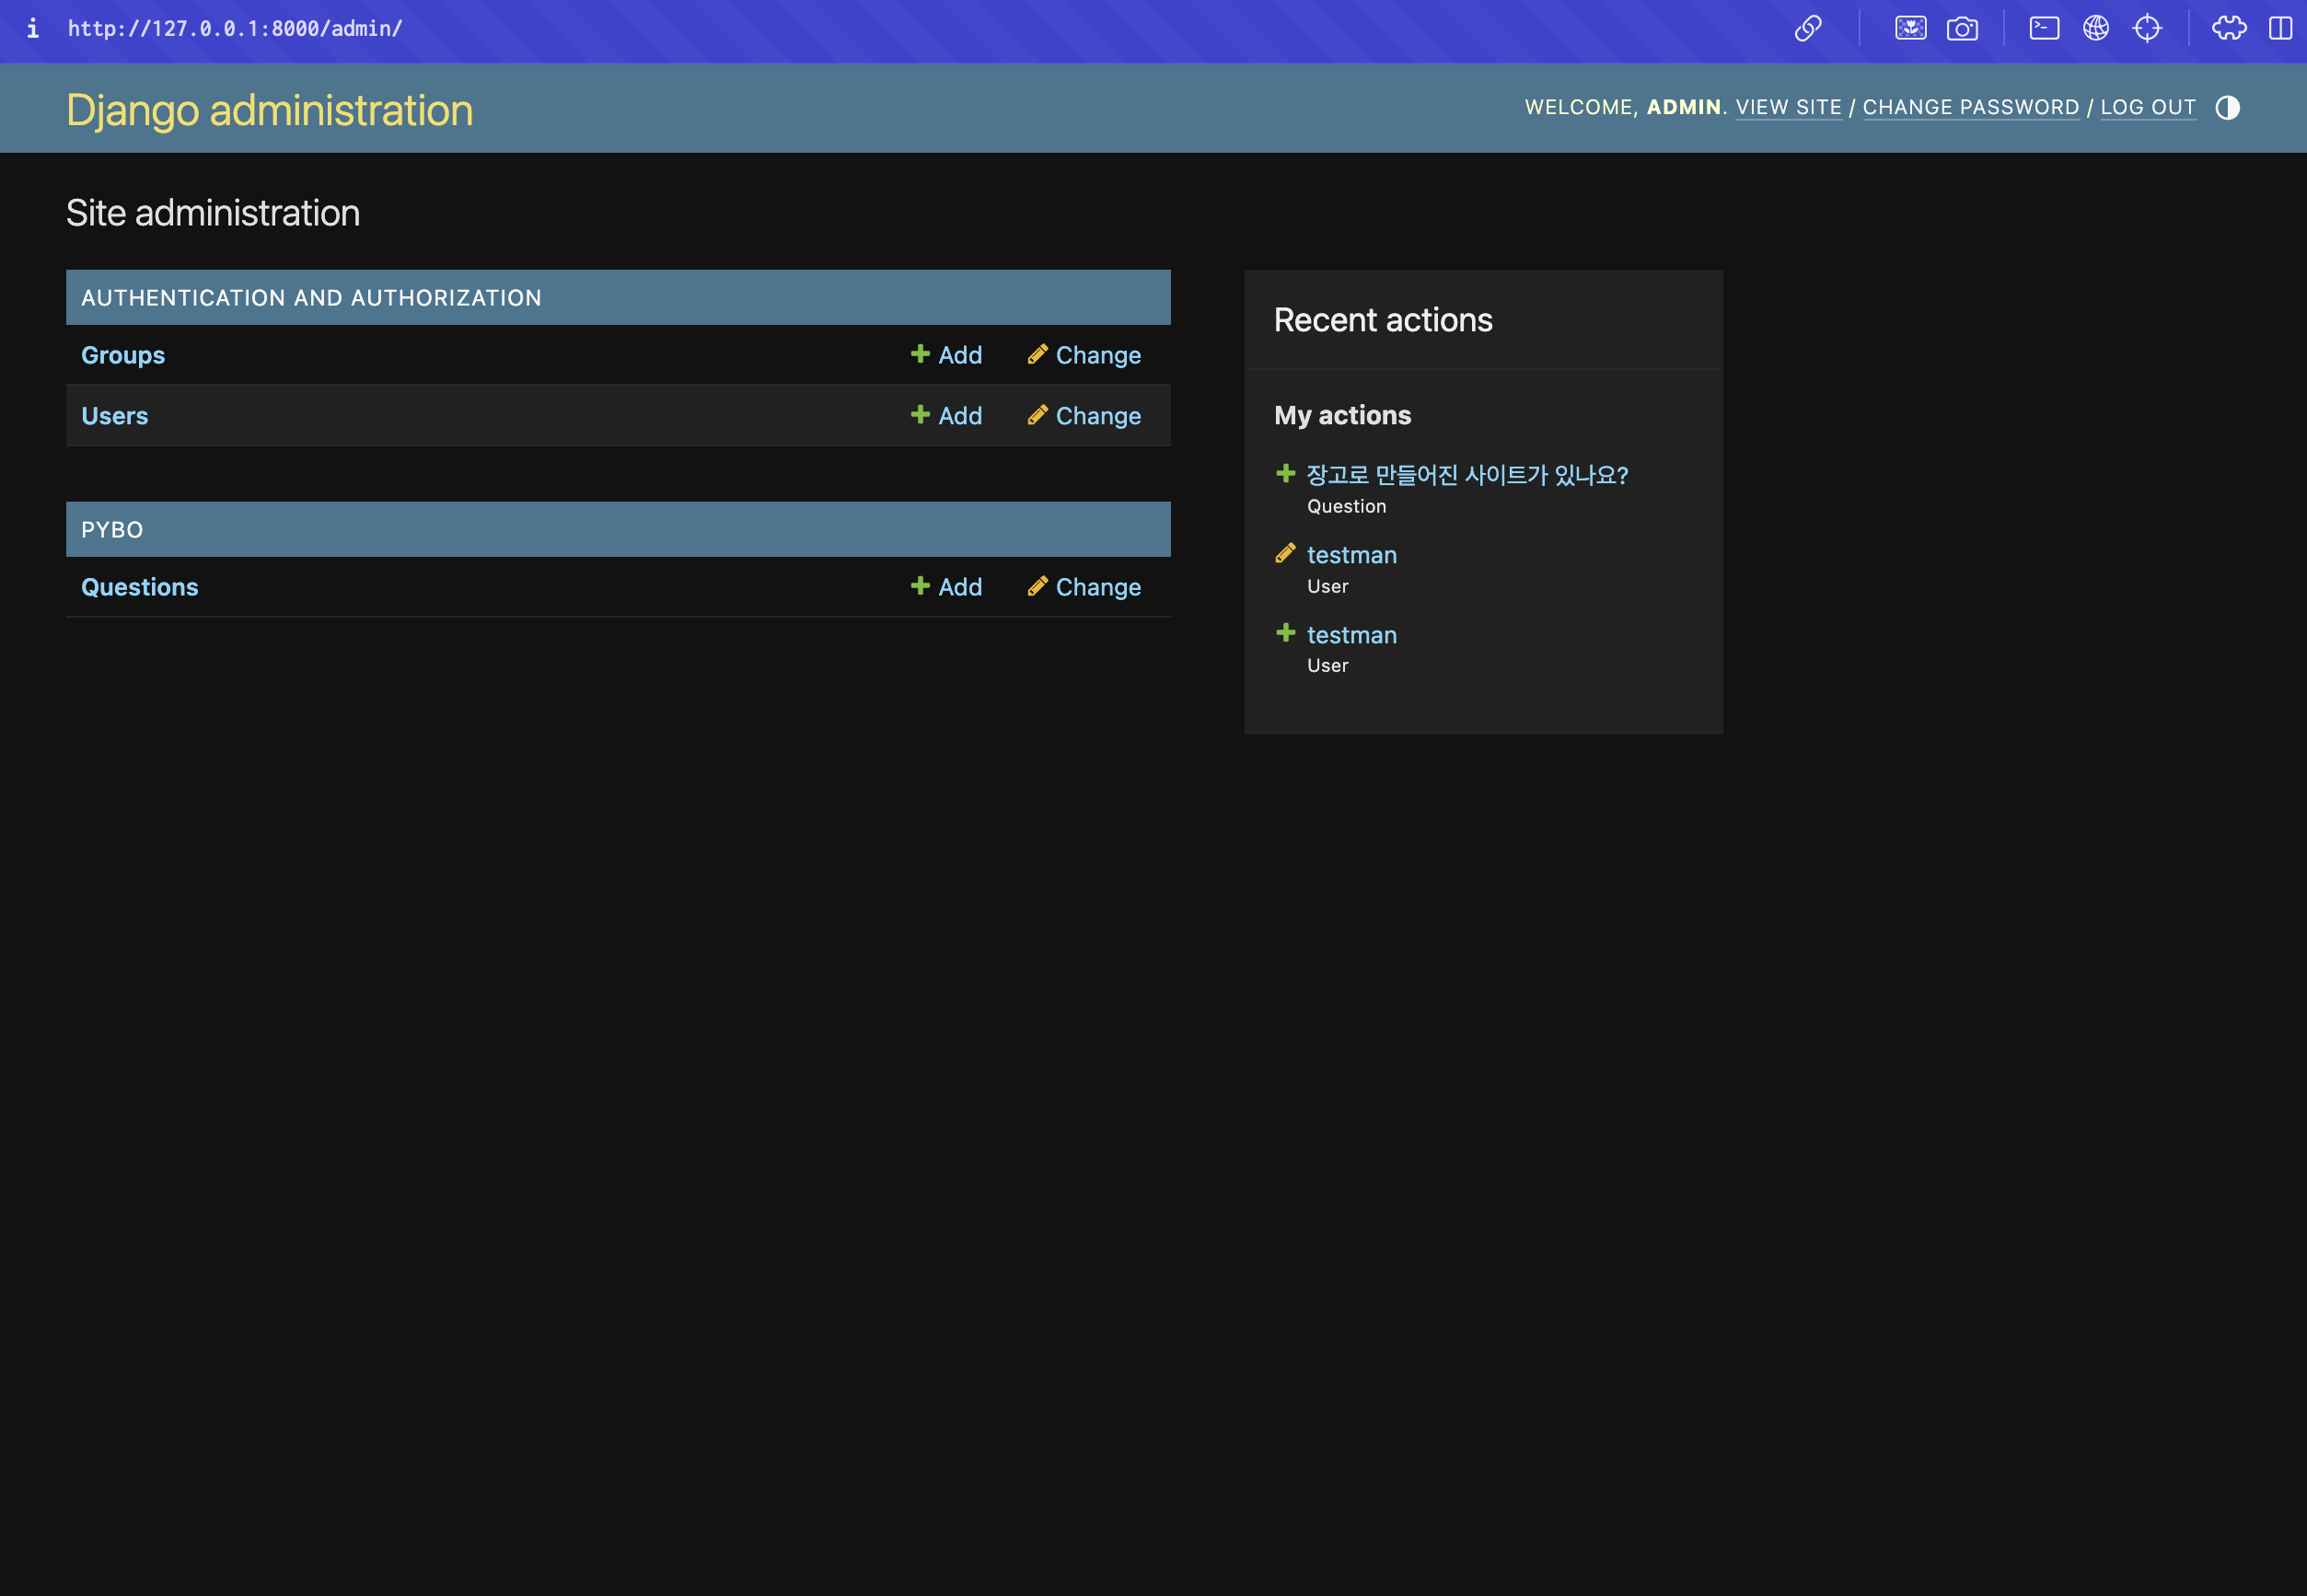 http://127.0.0.1:8000/admin/
Django administration
WELCOME, ADMIN. VIEW SITE / CHANGE PASSWORD / LOG OUT
Site administration
AUTHENTICATION AND AUTHORIZATION
Groups Add Change
Users Add Change
PYBO
Questions Add Change
Recent actions
My actions
장고로 만들어진 사이트가 있나요?
Question
testman
User
testman
User